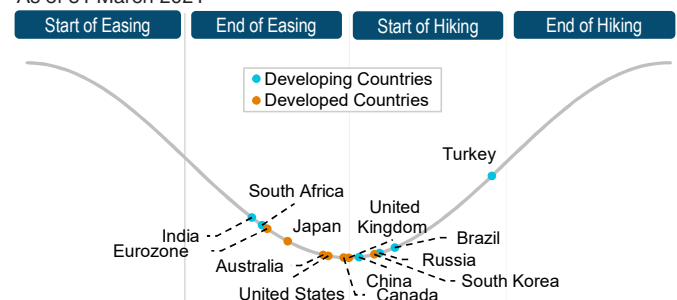 As of 31 March 2021
Start of Easing
End of Easing
Start of Hiking
End of Hiking
Developing Countries
Developed Countries
Turkey
South Africa
United
Kingdom
Japan
India
Eurozone
Brazil
Russia
Australia
China
South Korea
United States
Canada